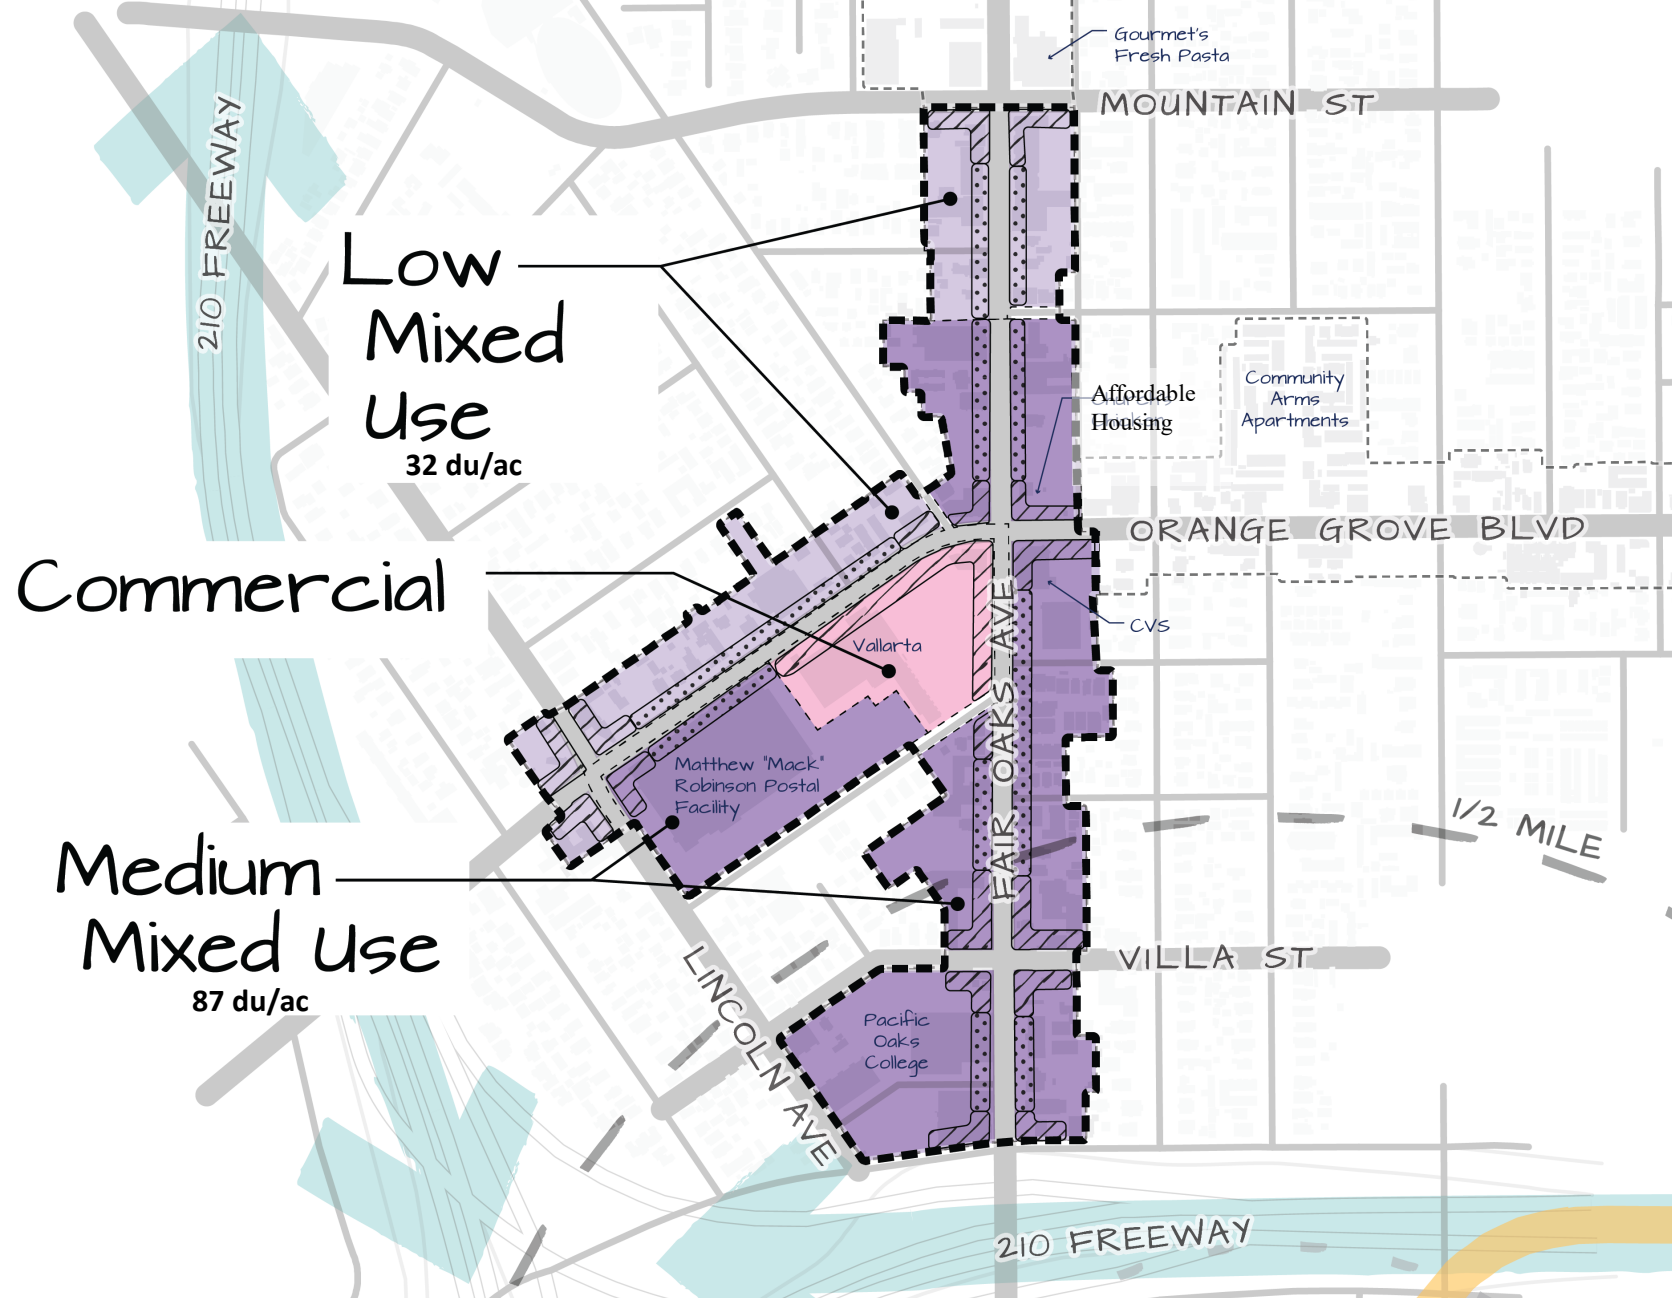 Gourmet's
Fresh Pasta
MOUNTAIN ST
210 FREEWAY
Low
Mixed
Use
32 du/ac
Affordable
Housing
Community
Arms
Apartments
ORANGE GROVE BLVD
Commercial
CVS
Vallarta
FAIR OAKS AVE
Matthew "Mack"
Robinson Postal
Facility
1/2 MILE
Medium
Mixed Use
87 du/ac
VILLA ST
LINCOLN AVE
Pacific
Oaks
College
210 FREEWAY